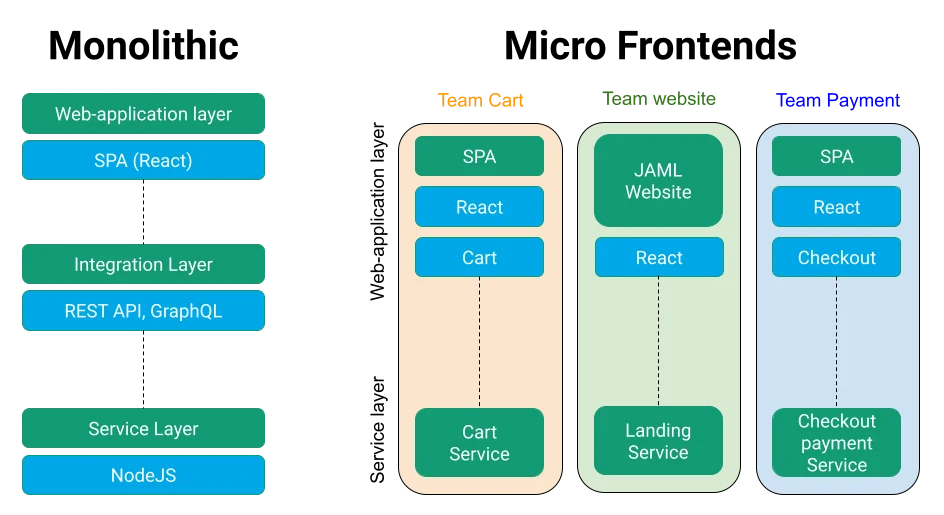 Monolithic
Web-application layer
SPA (React)
Integration Layer
REST API, GraphQL
Service Layer
NodeJS
Micro Frontends
Web-application layer
Service layer
Team Cart
SPA
React
Cart
Cart
Service
Team website
JAML
Website
React
Landing
Service
Team Payment
SPA
React
Checkout
Checkout
payment
Service